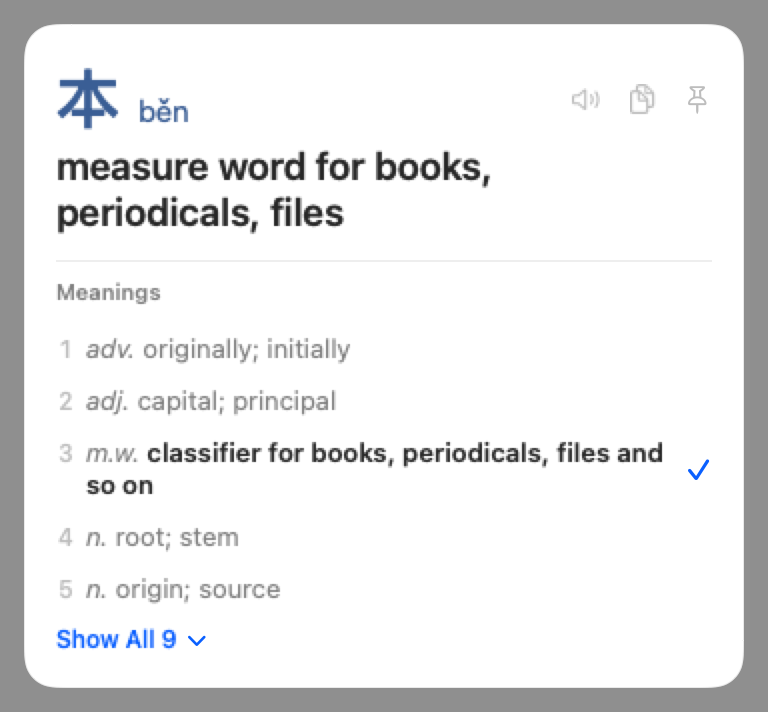 本 běn
measure word for books,
periodicals, files
Meanings
1 adv. originally; initially
2 adj. capital; principal
3 m.w. classifier for books, periodicals, files and
so on
4 n. root; stem
5 n. origin; source
Show All 9